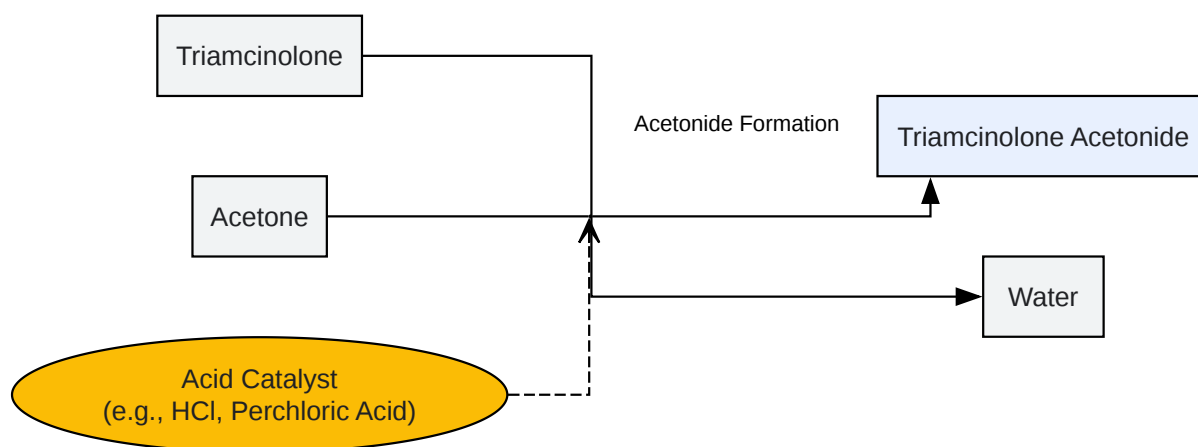 Triamcinolone
Acetonide Formation
Triamcinolone Acetonide
Acetone
Water
Acid Catalyst
(e.g., HCl, Perchloric Acid)